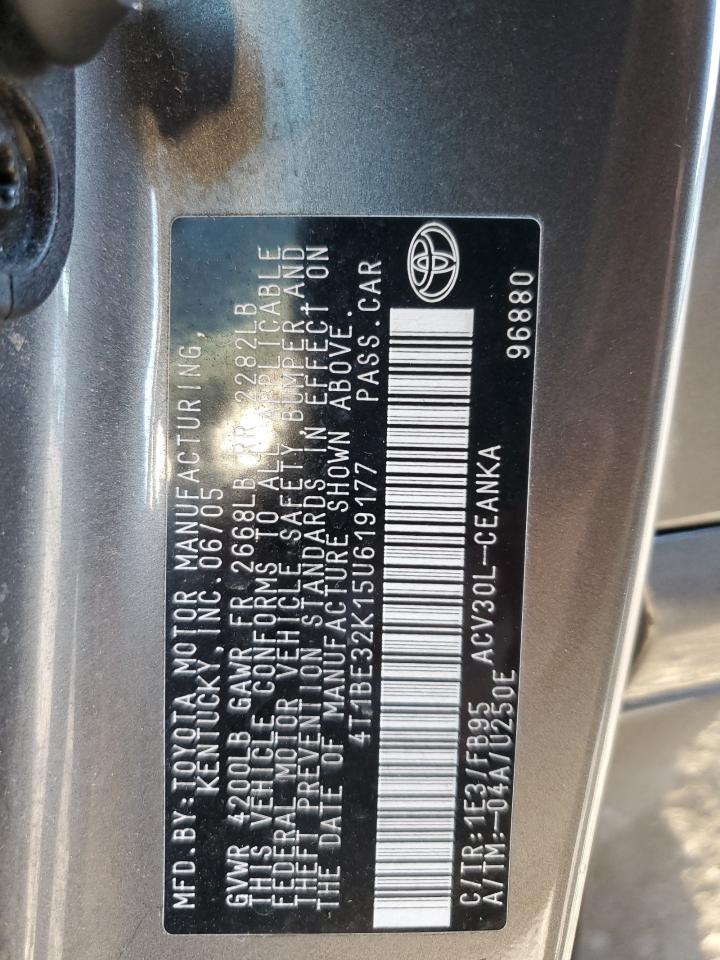 MFD.BY:TOYOTA MOTOR MANUFACTURING,
KENTUCKY,INC.06/05
GVWR 4200LB GAWR FR 2668LB RR 2282LB
THIS VEHICLE CONFORMS TO ALL APPLICABLE
FEDERAL MOTOR VEHICLE SAFETY,BUMPER,AND
THEFT PREVENTION STANDARDS IN EFFECT ON
THE DATE OF MANUFACTURE SHOWN ABOVE.
4T1BE32K15U619177 PASS.CAR
C/TR:1E3/FB95 ACV30L-CEANKA
A/TM:-04A/U250E 96880